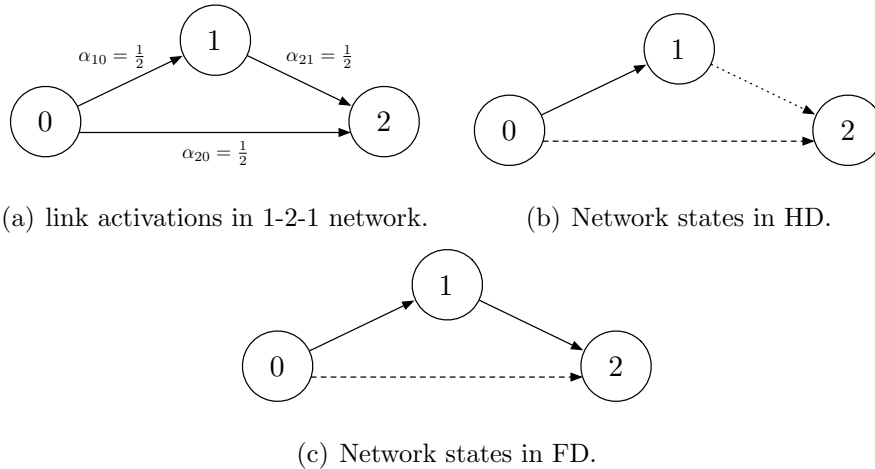 1
α₁₀ = 1/2
α₂₁ = 1/2
0
2
α₂₀ = 1/2
1
0
2
(a) link activations in 1-2-1 network.
(b) Network states in HD.
1
0
2
(c) Network states in FD.